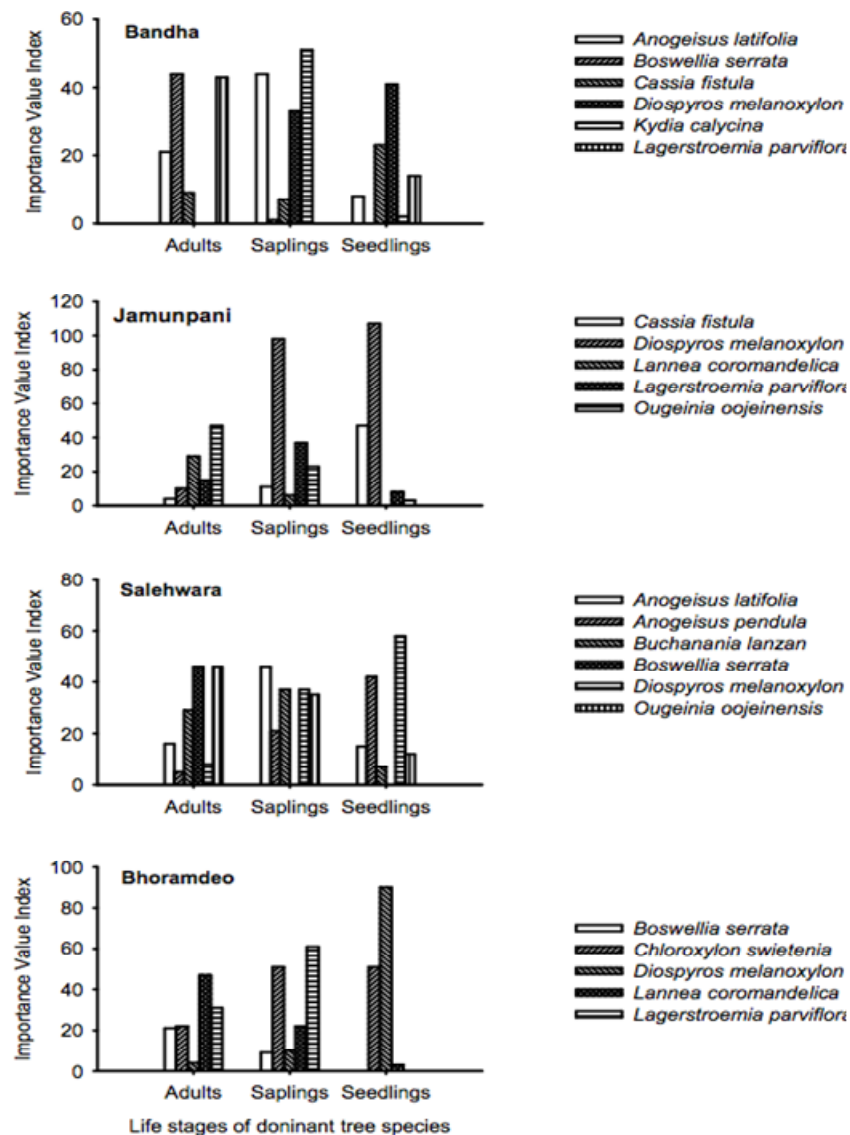 Bandha
Importance Value Index
60
40
20
0
Adults Saplings Seedlings
Anogeisus latifolia
Boswellia serrata
Cassia fistula
Diospyros melanoxylon
Kydia calycina
Lagerstroemia parviflora
Jamunpani
Importance Value Index
120
100
80
60
40
20
0
Adults Saplings Seedlings
Cassia fistula
Diospyros melanoxylon
Lannea coromandelica
Lagerstroemia parviflora
Ougeinia oojeinensis
Salehwara
Importance Value Index
80
60
40
20
0
Adults Saplings Seedlings
Anogeisus latifolia
Anogeisus pendula
Buchanania lanzan
Boswellia serrata
Diospyros melanoxylon
Ougeinia oojeinensis
Bhoramdeo
Importance Value Index
100
80
60
40
20
0
Adults Saplings Seedlings
Boswellia serrata
Chloroxylon swietenia
Diospyros melanoxylon
Lannea coromandelica
Lagerstroemia parviflora
Life stages of doninant tree species